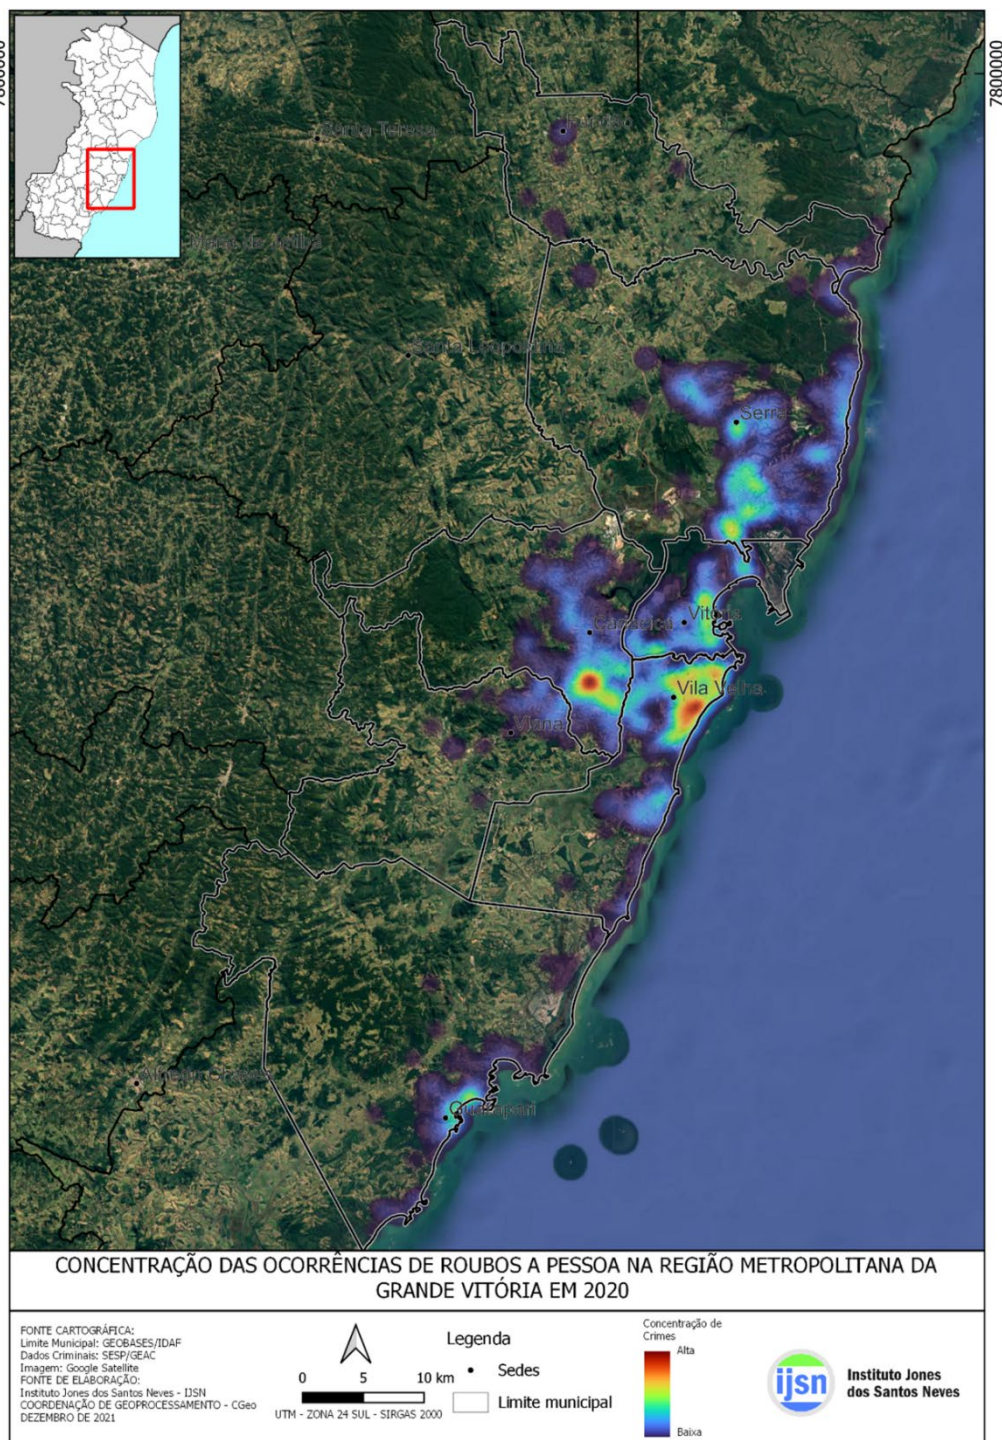 7800000
7800000
Santa Teresa
Fundão
Santa Leopoldina
Serra
Vitória
Cariacica
Vila Velha
Viana
Guarapari
CONCENTRAÇÃO DAS OCORRÊNCIAS DE ROUBOS A PESSOA NA REGIÃO METROPOLITANA DA
GRANDE VITÓRIA EM 2020
FONTE CARTOGRÁFICA:
Limite Municipal: GEOBASES/IDAF
Dados Criminais: SESP/GEAC
Imagem: Google Satellite
FONTE DE ELABORAÇÃO:
Instituto Jones dos Santos Neves - IJSN
COORDENAÇÃO DE GEOPROCESSAMENTO - CGeo
DEZEMBRO DE 2021
0 5 10 km
UTM - ZONA 24 SUL - SIRGAS 2000
Legenda
Sedes
Limite municipal
Concentração de
Crimes
Alta
Baixa
ijsn
Instituto Jones
dos Santos Neves